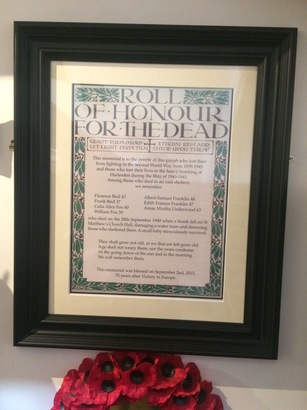 ROLL
OF·HONOUR
FOR·THE·DEAD
GRANT THEM O LORD ETERNAL REST AND
LET LIGHT PERPETUAL SHINE UPON THEM
This memorial is to the people of this parish who lost their
lives fighting in the Second World War from 1939-1945
and those who lost their lives in the heavy bombing of
during the Blitz of 1940-1941.
Among those who died in air raid shelters,
we remember:
Florence Bird 43
Frank Bird 37
Celia Alice Fox 60
William Fox 59
Albert Samuel Franklin 48
Edith Frances Franklin 47
Annie Martha Underwood 63
who died on the 28th September 1940 when a bomb fell on St
Matthew's Church Hall, damaging a water main and drowning
those who sheltered there. A small baby miraculously survived.
They shall grow not old, as we that are left grow old:
Age shall not weary them, nor the years condemn.
At the going down of the sun and in the morning
We will remember them.
This memorial was blessed on September 2nd, 2015,
70 years after Victory in Europe.